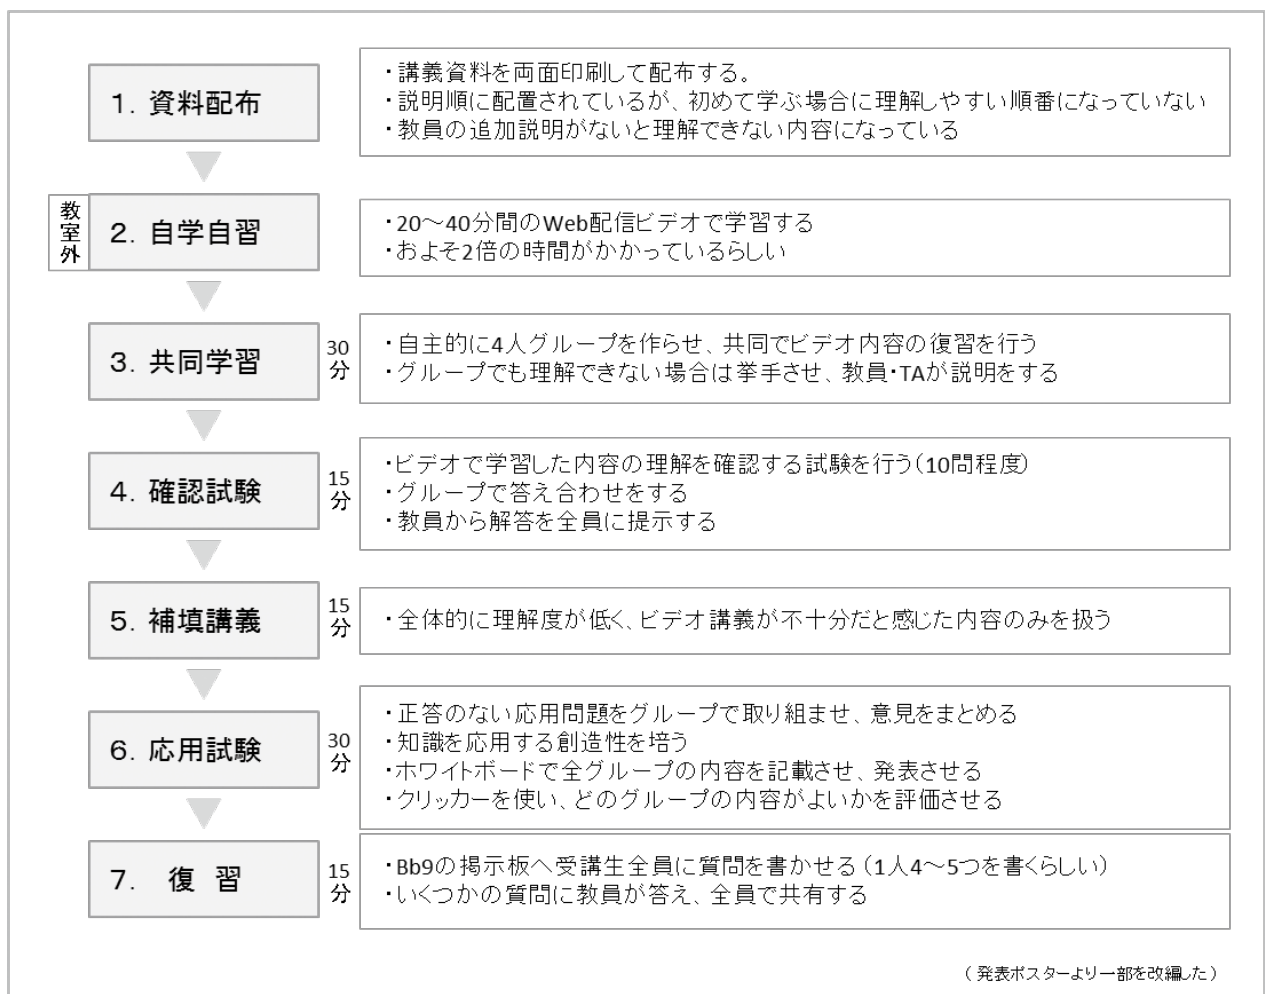 1. 資料配布
・講義資料を両面印刷して配布する。
・説明順に配置されているが、初めて学ぶ場合に理解しやすい順番になっていない
・教員の追加説明がないと理解できない内容になっている
教室外
2. 自学自習
・20～40分間のWeb配信ビデオで学習する
・およそ2倍の時間がかかっているらしい
3. 共同学習
30分
・自主的に4人グループを作らせ、共同でビデオ内容の復習を行う
・グループでも理解できない場合は挙手させ、教員・TAが説明をする
4. 確認試験
15分
・ビデオで学習した内容の理解を確認する試験を行う(10問程度)
・グループで答え合わせをする
・教員から解答を全員に提示する
5. 補填講義
15分
・全体的に理解度が低く、ビデオ講義が不十分だと感じた内容のみを扱う
6. 応用試験
30分
・正答のない応用問題をグループで取り組ませ、意見をまとめる
・知識を応用する創造性を培う
・ホワイトボードで全グループの内容を記載させ、発表させる
・クリッカーを使い、どのグループの内容がよいかを評価させる
7. 復 習
15分
・Bb9の掲示板へ受講生全員に質問を書かせる(1人4～5つを書くらしい)
・いくつかの質問に教員が答え、全員で共有する
(発表ポスターより一部を改編した)